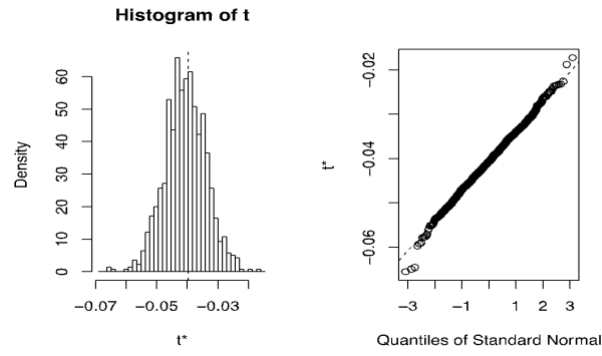 Histogram of t
Density
0 10 20 30 40 50 60
−0.07 −0.05 −0.03
t*
t*
−0.06 −0.04 −0.02
−3 −1 1 2 3
Quantiles of Standard Normal